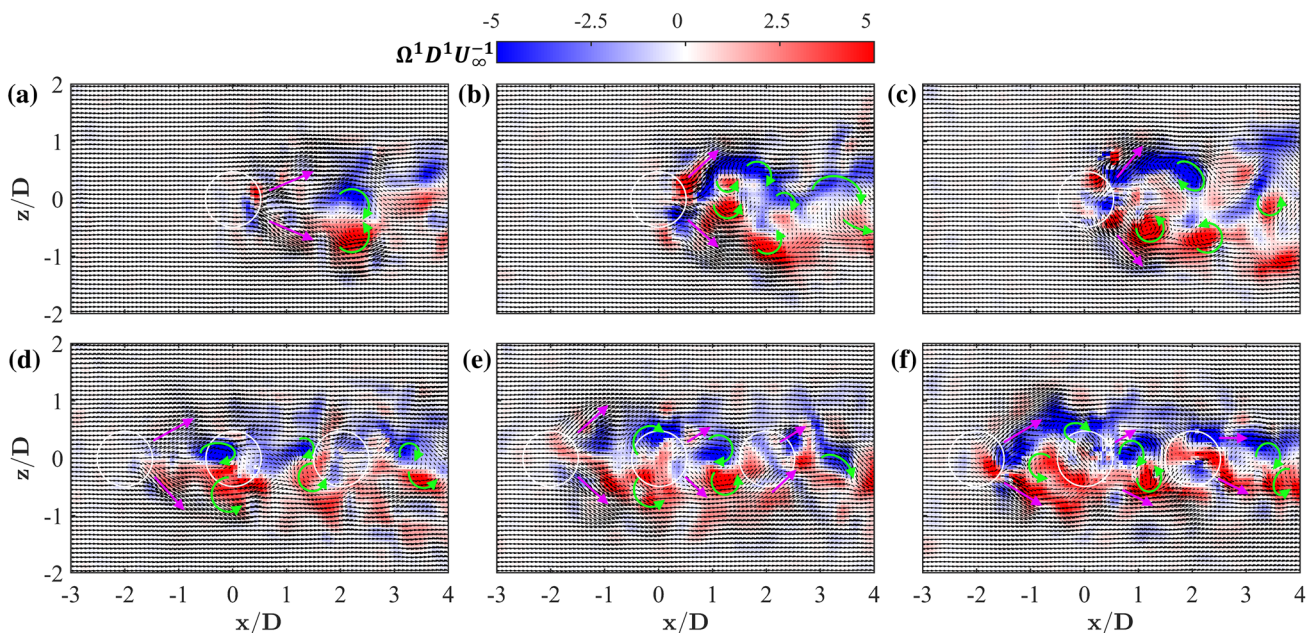 -5 -2.5 0 2.5 5
Ω¹D¹U∞⁻¹
(a) (b) (c)
2
1
0
-1
-2
z/D
(d) (e) (f)
2
1
0
-1
-2
z/D
-3 -2 -1 0 1 2 3 4 -3 -2 -1 0 1 2 3 4 -3 -2 -1 0 1 2 3 4
x/D x/D x/D